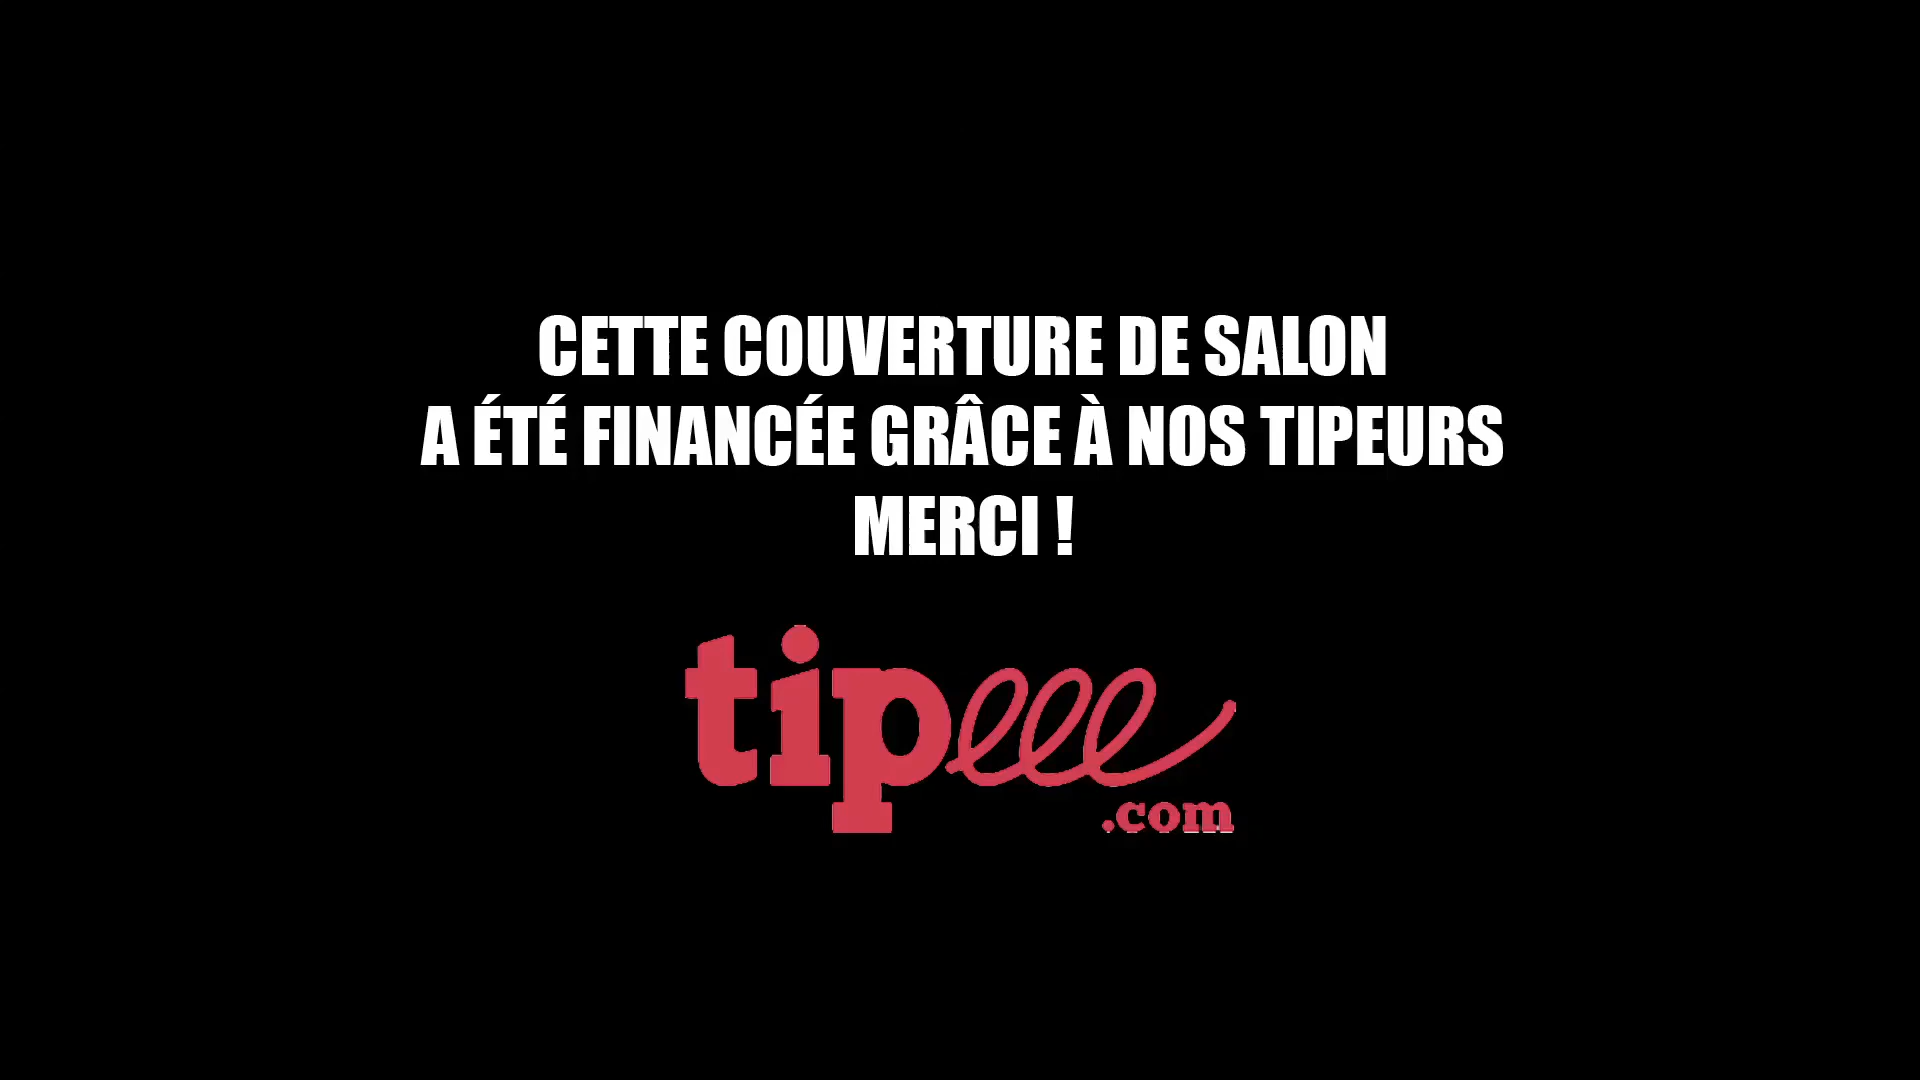 CETTE COUVERTURE DE SALON
A ÉTÉ FINANCÉE GRÂCE À NOS TIPEURS
MERCI !
tipeee
.com